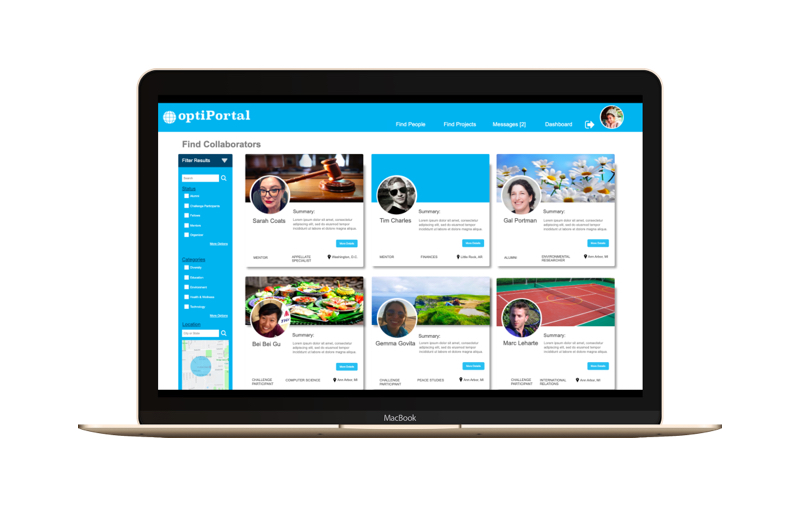 optiPortal
Find People
Find Projects
Messages [2]
Dashboard
Find Collaborators
Filter Results
Search
Status
Alumni
Challenge Participants
Fellows
Mentors
Organizer
More Options
Categories
Diversity
Education
Environment
Health & Wellness
Technology
More Options
Location
City or State
Sarah Coats
Summary:
Lorem ipsum dolor sit amet, consectetur
adipiscing elit, sed do eiusmod tempor
incididunt ut labore et dolore magna aliqua.
View Details
MENTOR
APPELLATE
SPECIALIST
Washington, D.C
Tim Charles
Summary:
Lorem ipsum dolor sit amet, consectetur
adipiscing elit, sed do eiusmod tempor
incididunt ut labore et dolore magna aliqua.
View Details
MENTOR
FINANCES
Little Rock, AR
Gal Portman
Summary:
Lorem ipsum dolor sit amet, consectetur
adipiscing elit, sed do eiusmod tempor
incididunt ut labore et dolore magna aliqua.
View Details
ALUMNI
ENVIRONMENTAL
RESEARCHER
Ann Arbor, MI
Bei Bei Gu
Summary:
Lorem ipsum dolor sit amet, consectetur
adipiscing elit, sed do eiusmod tempor
incididunt ut labore et dolore magna aliqua.
View Details
CHALLENGE
PARTICIPANT
COMPUTER SCIENCE
Ann Arbor, MI
Gemma Govita
Summary:
Lorem ipsum dolor sit amet, consectetur
adipiscing elit, sed do eiusmod tempor
incididunt ut labore et dolore magna aliqua.
View Details
CHALLENGE
PARTICIPANT
PEACE STUDIES
Ann Arbor, MI
Marc Leharte
Summary:
Lorem ipsum dolor sit amet, consectetur
adipiscing elit, sed do eiusmod tempor
incididunt ut labore et dolore magna aliqua.
View Details
CHALLENGE
PARTICIPANT
INTERNATIONAL
RELATIONS
Ann Arbor, MI
MacBook